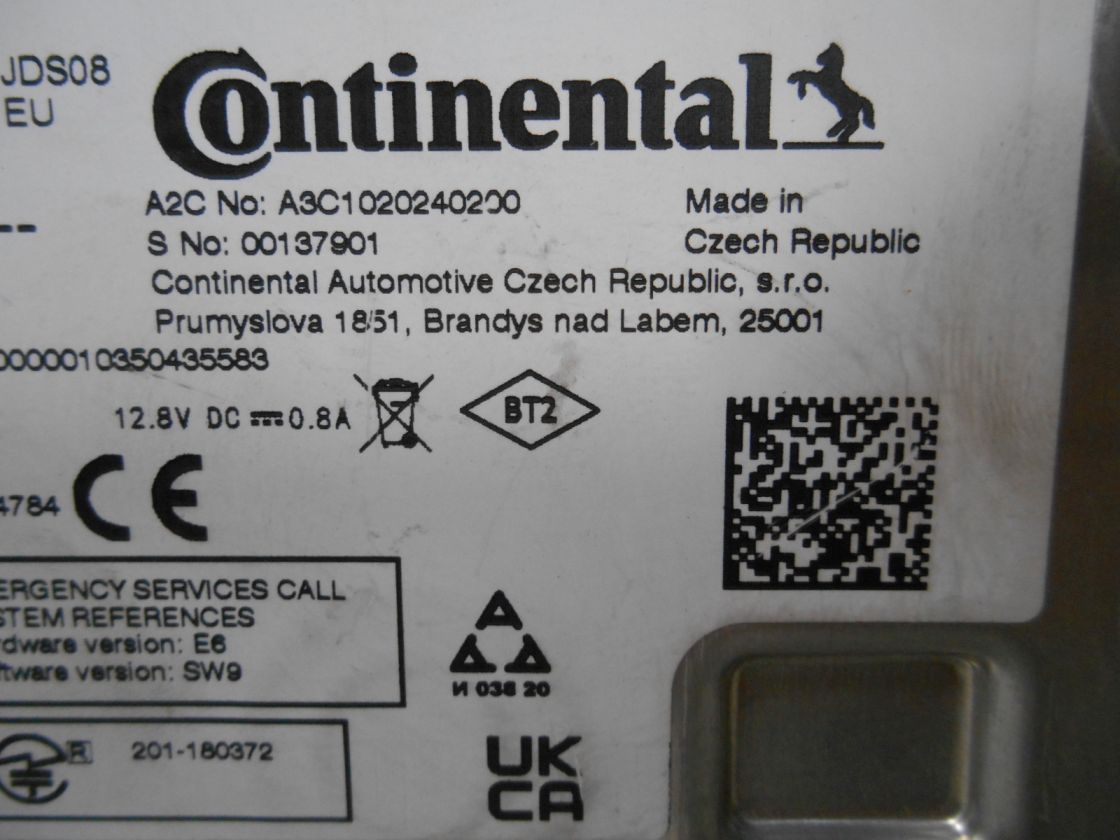 JDS08
EU
Continental
A2C No: A3C1020240200
Made in
Czech Republic
S No: 00137901
Continental Automotive Czech Republic, s.r.o.
Prumyslova 1851, Brandys nad Labem, 25001
0000010350435583
12.8V DC 0.8A
BT2
4784
CE
ERGENCY SERVICES CALL
STEM REFERENCES
rdware version: E6
ftware version: SW9
И 036 20
R
201-180372
UK
CA